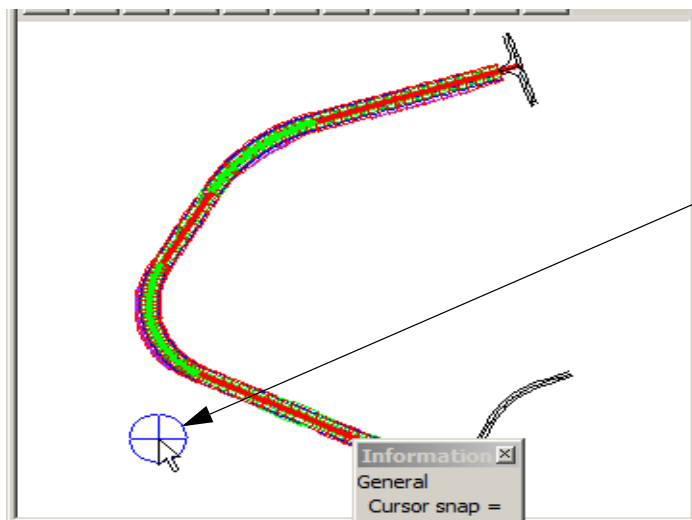 Information
General
Cursor snap =